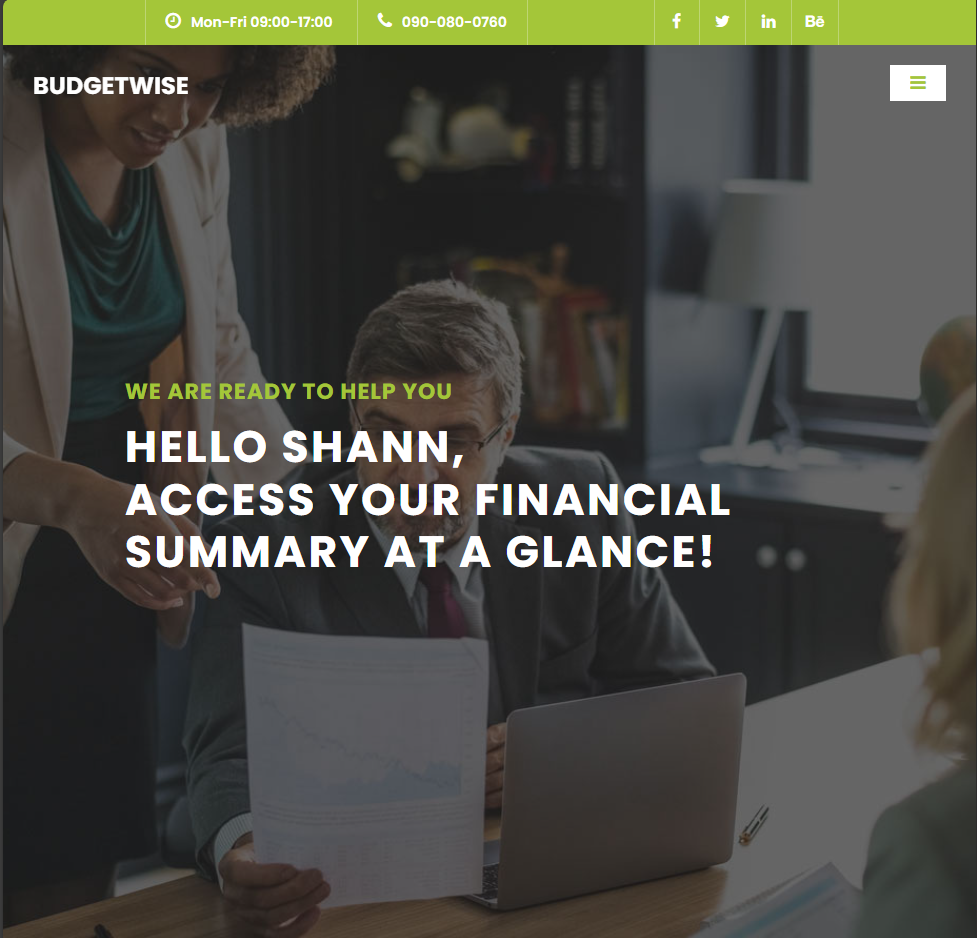 Mon-Fri 09:00-17:00 090-080-0760 Bē
BUDGETWISE
WE ARE READY TO HELP YOU
HELLO SHANN,
ACCESS YOUR FINANCIAL
SUMMARY AT A GLANCE!